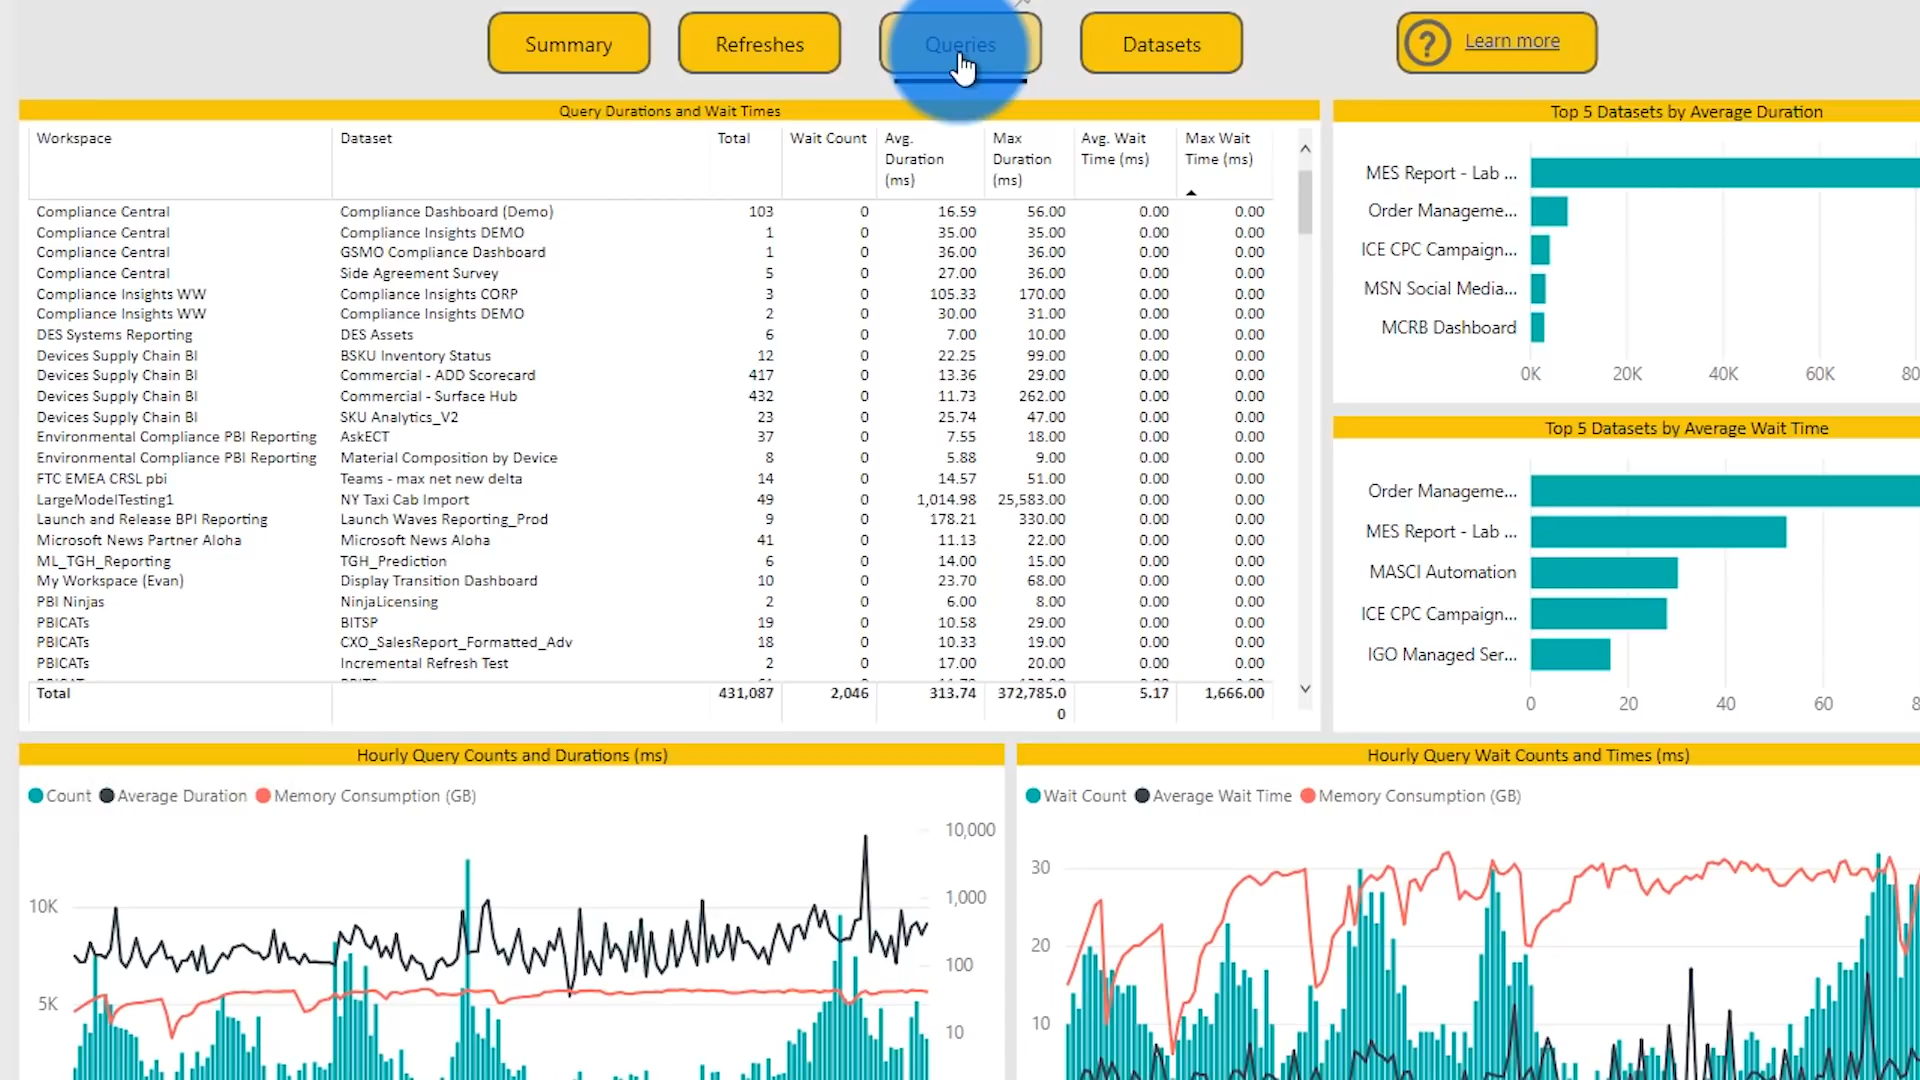 Summary
Refreshes
Queries
Datasets
? Learn more
Query Durations and Wait Times
Workspace Dataset Total Wait Count Avg. Duration (ms) Max Duration (ms) Avg. Wait Time (ms) Max Wait Time (ms)
Compliance Central Compliance Dashboard (Demo) 103 0 16.59 56.00 0.00 0.00
Compliance Central Compliance Insights DEMO 1 0 35.00 35.00 0.00 0.00
Compliance Central GSMO Compliance Dashboard 1 0 36.00 36.00 0.00 0.00
Compliance Central Side Agreement Survey 5 0 27.00 36.00 0.00 0.00
Compliance Insights WW Compliance Insights CORP 3 0 105.33 170.00 0.00 0.00
Compliance Insights WW Compliance Insights DEMO 2 0 30.00 31.00 0.00 0.00
DES Systems Reporting DES Assets 6 0 7.00 10.00 0.00 0.00
Devices Supply Chain BI BSKU Inventory Status 12 0 22.25 99.00 0.00 0.00
Devices Supply Chain BI Commercial - ADD Scorecard 417 0 13.36 29.00 0.00 0.00
Devices Supply Chain BI Commercial - Surface Hub 432 0 11.73 262.00 0.00 0.00
Devices Supply Chain BI SKU Analytics_V2 23 0 25.74 47.00 0.00 0.00
Environmental Compliance PBI Reporting AskECT 37 0 7.55 18.00 0.00 0.00
Environmental Compliance PBI Reporting Material Composition by Device 8 0 5.88 9.00 0.00 0.00
FTC EMEA CRSL pbi Teams - max net new delta 14 0 14.57 51.00 0.00 0.00
LargeModelTesting1 NY Taxi Cab Import 49 0 1,014.98 25,583.00 0.00 0.00
Launch and Release BPI Reporting Launch Waves Reporting_Prod 9 0 178.21 330.00 0.00 0.00
Microsoft News Partner Aloha Microsoft News Aloha 41 0 11.13 22.00 0.00 0.00
ML_TGH_Reporting TGH_Prediction 6 0 14.00 15.00 0.00 0.00
My Workspace (Evan) Display Transition Dashboard 10 0 23.70 68.00 0.00 0.00
PBI Ninjas NinjaLicensing 2 0 6.00 8.00 0.00 0.00
PBICATs BITSP 19 0 10.58 29.00 0.00 0.00
PBICATs CXO_SalesReport_Formatted_Adv 18 0 10.33 19.00 0.00 0.00
PBICATs Incremental Refresh Test 2 0 17.00 20.00 0.00 0.00
Total 431,087 2,046 313.74 372,785.00 5.17 1,666.00
Top 5 Datasets by Average Duration
MES Report - Lab ...
Order Manageme...
ICE CPC Campaign...
MSN Social Media...
MCRB Dashboard
0K 20K 40K 60K 80
Top 5 Datasets by Average Wait Time
Order Manageme...
MES Report - Lab ...
MASCI Automation
ICE CPC Campaign...
IGO Managed Ser...
0 20 40 60 8
Hourly Query Counts and Durations (ms)
Count Average Duration Memory Consumption (GB)
10K
5K
10,000
1,000
100
10
Hourly Query Wait Counts and Times (ms)
Wait Count Average Wait Time Memory Consumption (GB)
30
20
10